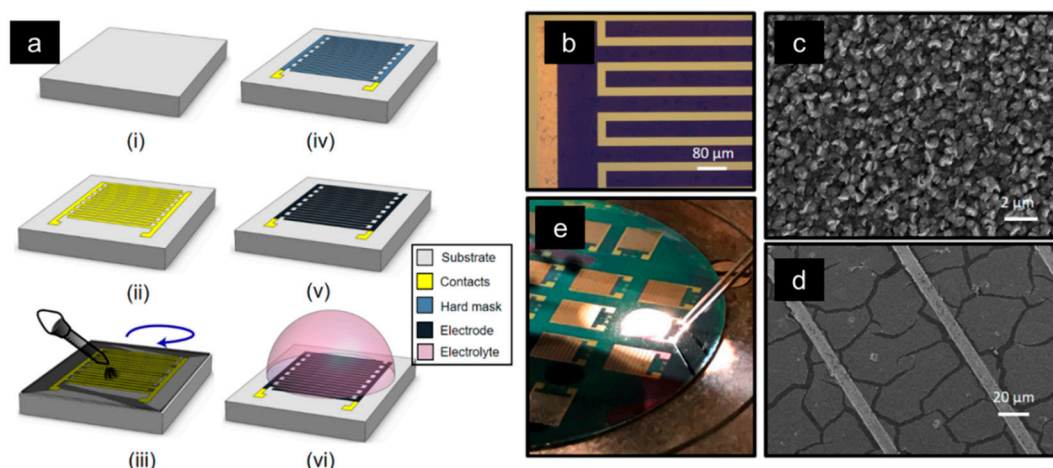 a
(i)
(iv)
(ii)
(v)
Substrate
Contacts
Hard mask
Electrode
Electrolyte
(iii)
(vi)
b
80 µm
c
2 µm
e
d
20 µm